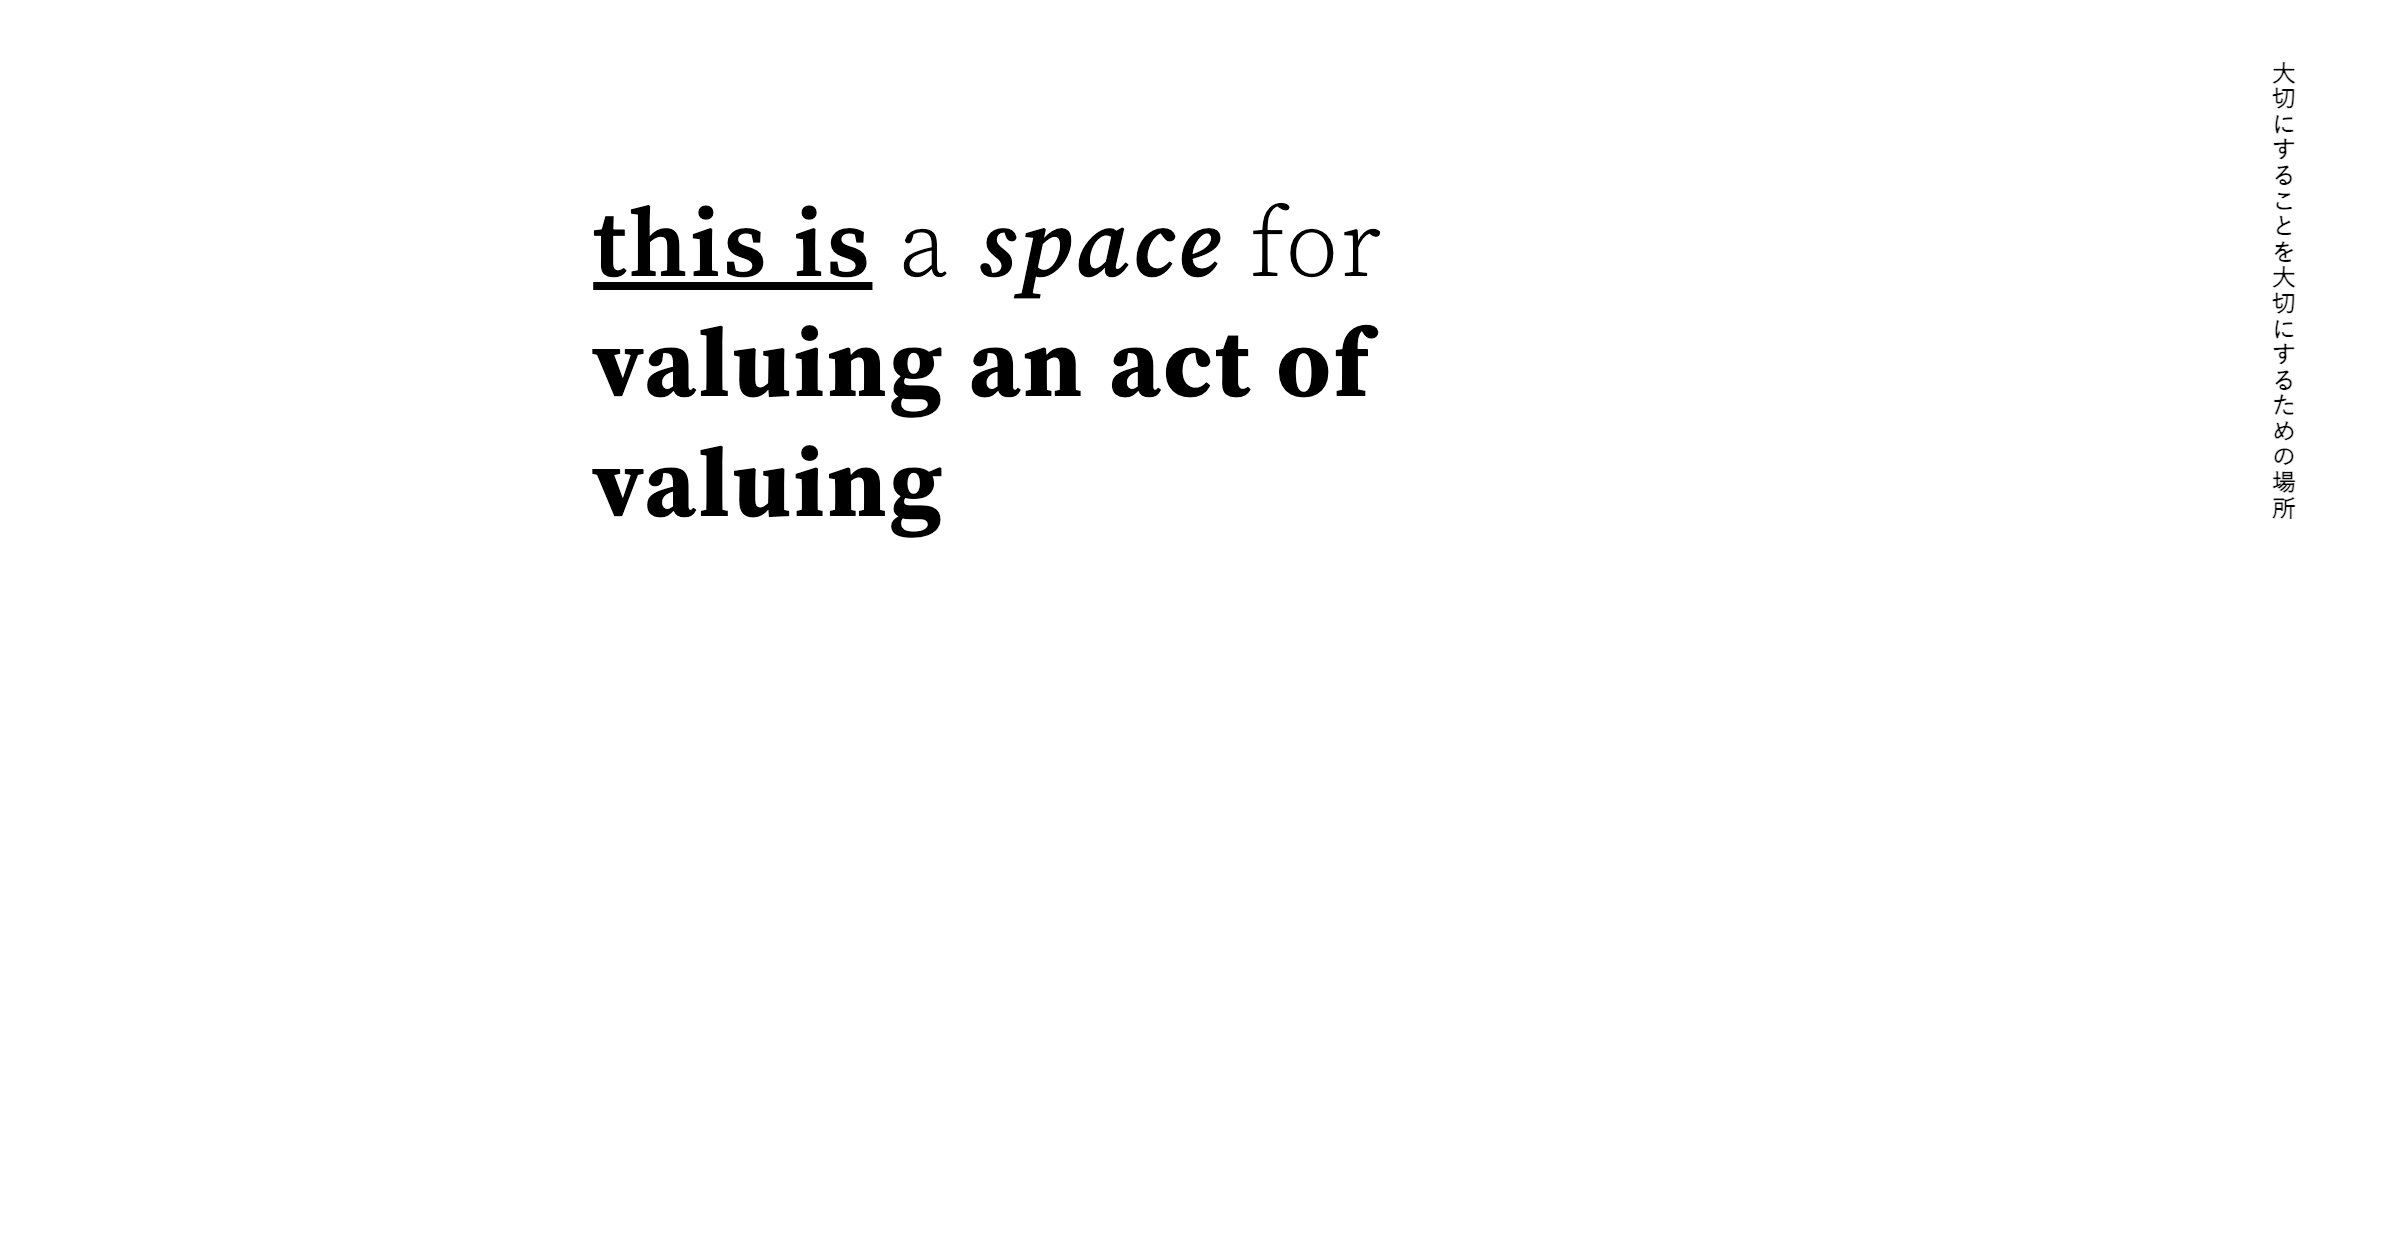 this is a space for
valuing an act of
valuing
大切にすることを大切にするための場所